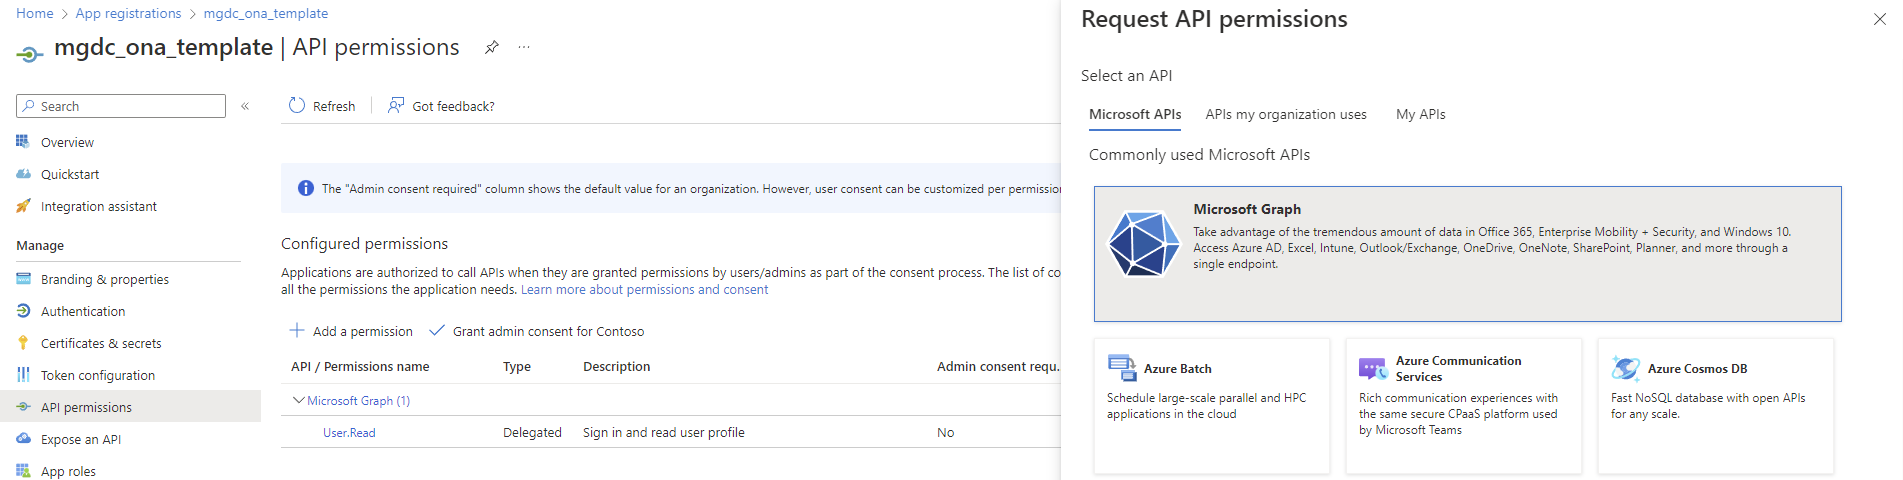 Home > App registrations > mgdc_ona_template
mgdc_ona_template | API permissions
Search
«
Overview
Quickstart
Integration assistant
Manage
Branding & properties
Authentication
Certificates & secrets
Token configuration
API permissions
Expose an API
App roles
Refresh
Got feedback?
The "Admin consent required" column shows the default value for an organization. However, user consent can be customized per permissio
Configured permissions
Applications are authorized to call APIs when they are granted permissions by users/admins as part of the consent process. The list of co
all the permissions the application needs. Learn more about permissions and consent
Add a permission Grant admin consent for Contoso
API / Permissions name Type Description Admin consent requ.
Microsoft Graph (1)
User.Read Delegated Sign in and read user profile No
Request API permissions
Select an API
Microsoft APIs APIs my organization uses My APIs
Commonly used Microsoft APIs
Microsoft Graph
Take advantage of the tremendous amount of data in Office 365, Enterprise Mobility + Security, and Windows 10.
Access Azure AD, Excel, Intune, Outlook/Exchange, OneDrive, OneNote, SharePoint, Planner, and more through a
single endpoint.
Azure Batch
Schedule large-scale parallel and HPC
applications in the cloud
Azure Communication
Services
Rich communication experiences with
the same secure CPaaS platform used
by Microsoft Teams
Azure Cosmos DB
Fast NoSQL database with open APIs
for any scale.